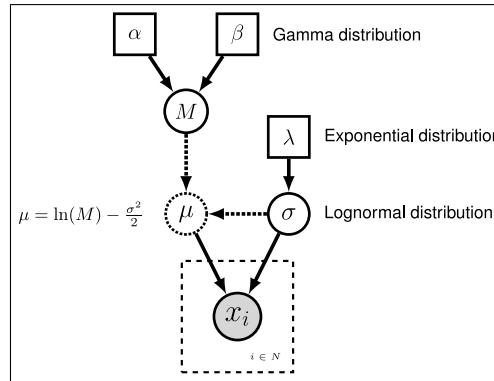 α β Gamma distribution
M
λ Exponential distribution
μ = ln(M) − σ²/2 μ σ Lognormal distribution
xᵢ
i ∈ N